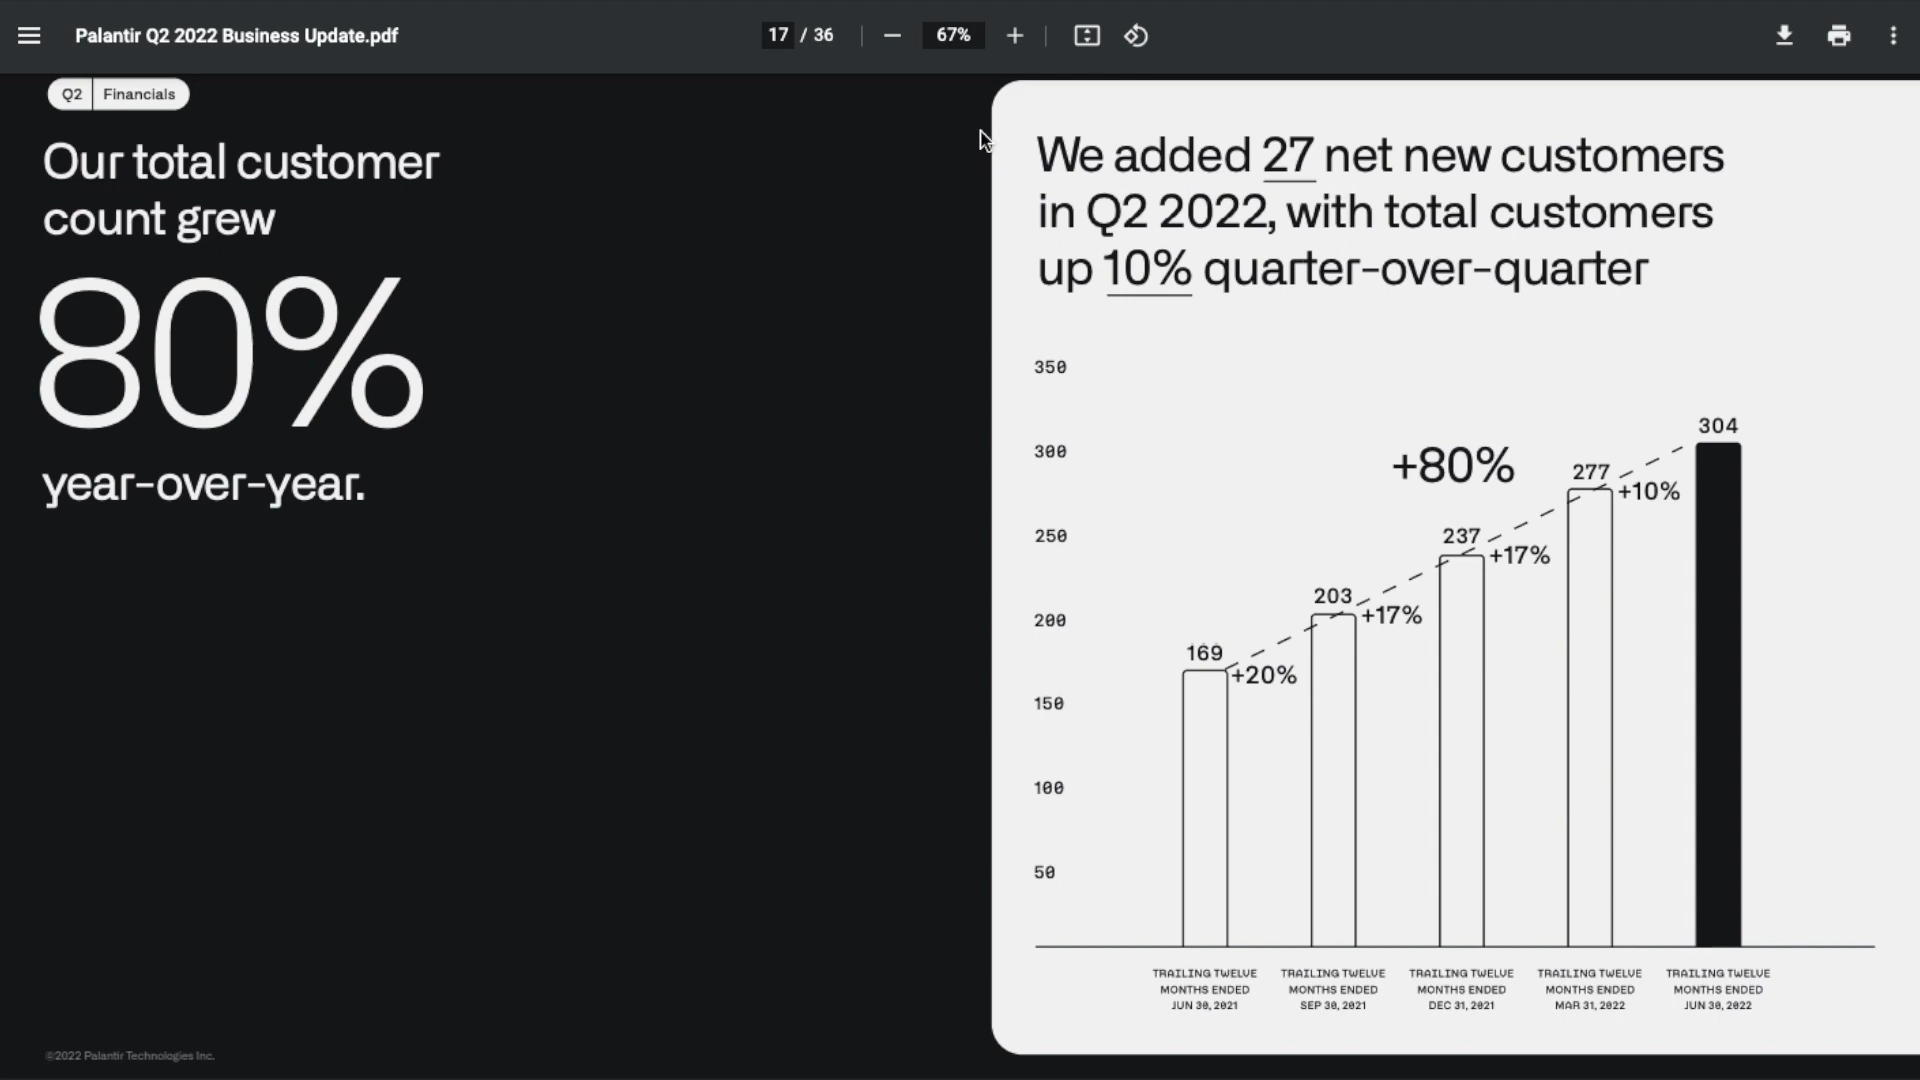 Palantir Q2 2022 Business Update.pdf
17 / 36
67%
Q2 Financials
Our total customer
count grew
80%
year-over-year.
©2022 Palantir Technologies Inc.
We added 27 net new customers
in Q2 2022, with total customers
up 10% quarter-over-quarter
350
300
250
200
150
100
50
+80%
169
+20%
203
+17%
237
+17%
277
+10%
304
TRAILING TWELVE
MONTHS ENDED
JUN 30, 2021
TRAILING TWELVE
MONTHS ENDED
SEP 30, 2021
TRAILING TWELVE
MONTHS ENDED
DEC 31, 2021
TRAILING TWELVE
MONTHS ENDED
MAR 31, 2022
TRAILING TWELVE
MONTHS ENDED
JUN 30, 2022